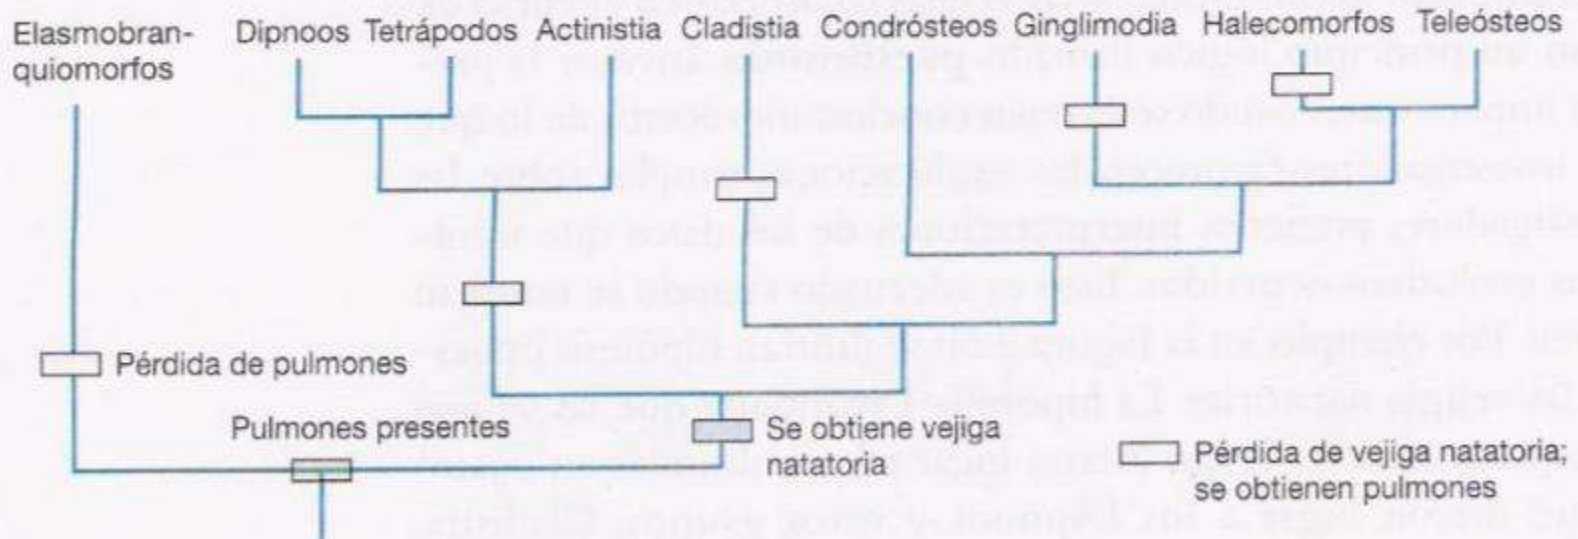 Elasmobran-
quiomorfos
Dipnoos Tetrápodos Actinistia Cladistia Condrósteos Ginglimodia Halecomorfos Teleósteos
Pérdida de pulmones
Pulmones presentes
Se obtiene vejiga
natatoria
Pérdida de vejiga natatoria;
se obtienen pulmones